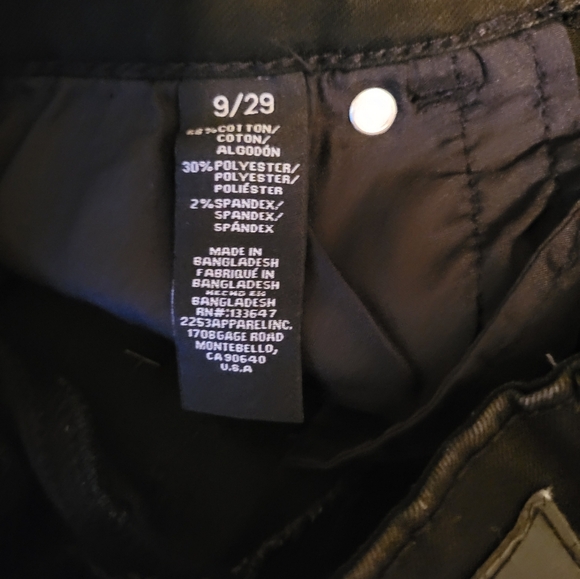 9/29
68%COTTON/
COTON/
ALGODÓN
30%POLYESTER/
POLYESTER/
POLIÉSTER
2%SPANDEX/
SPANDEX/
SPÁNDEX
MADE IN
BANGLADESH
FABRIQUÉ IN
BANGLADESH
HECHO EN
BANGLADESH
RN#:133647
2253APPARELINC.
1708GAGE ROAD
MONTEBELLO,
CA90640
U.S.A